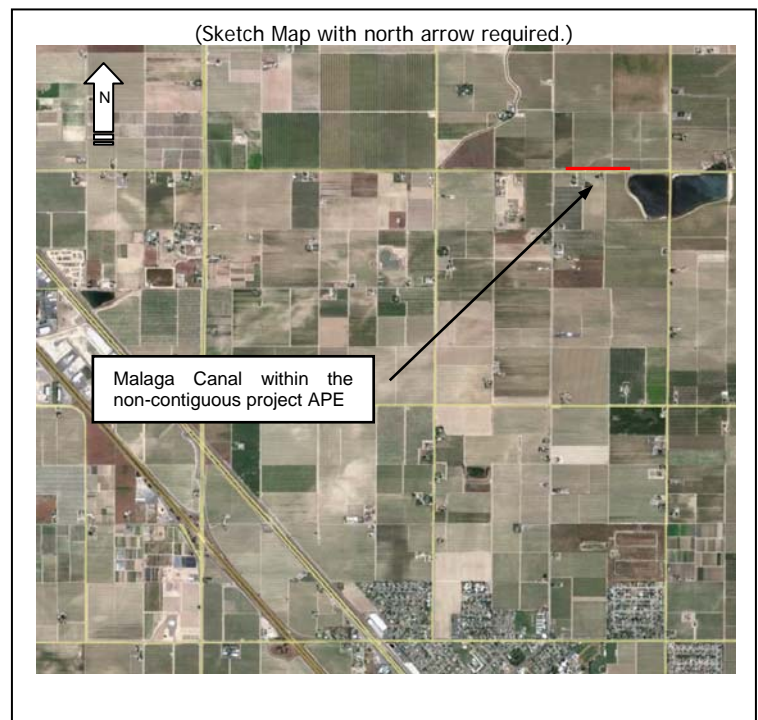 (Sketch Map with north arrow required.)
N
Malaga Canal within the
non-contiguous project APE